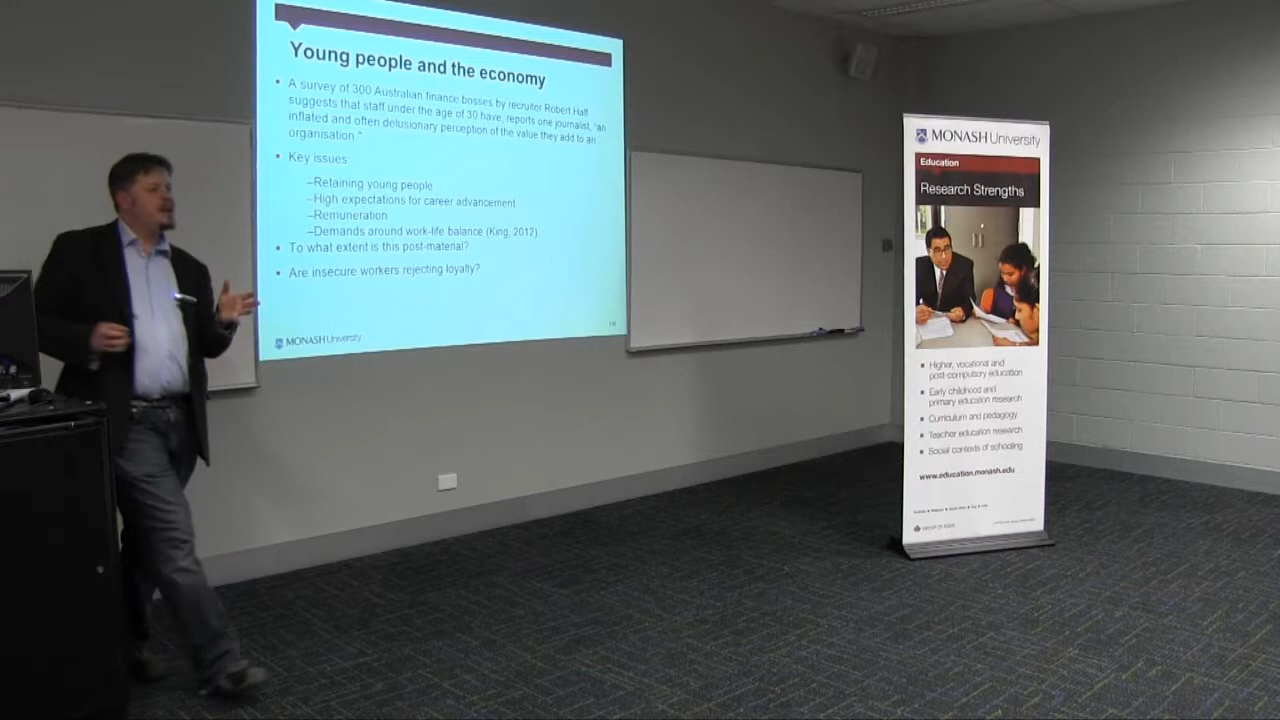 Young people and the economy
• A survey of 300 Australian finance bosses by recruiter Robert Half
suggests that staff under the age of 30 have, reports one journalist, "an
inflated and often delusionary perception of the value they add to an
organisation."
• Key issues
–Retaining young people
–High expectations for career advancement
–Remuneration
–Demands around work-life balance (King, 2012)
• To what extent is this post-material?
• Are insecure workers rejecting loyalty?
MONASH University
MONASH University
Education
Research Strengths
▪ Higher, vocational and
post-compulsory education
▪ Early childhood and
primary education research
▪ Curriculum and pedagogy
▪ Teacher education research
▪ Social contexts of schooling
www.education.monash.edu